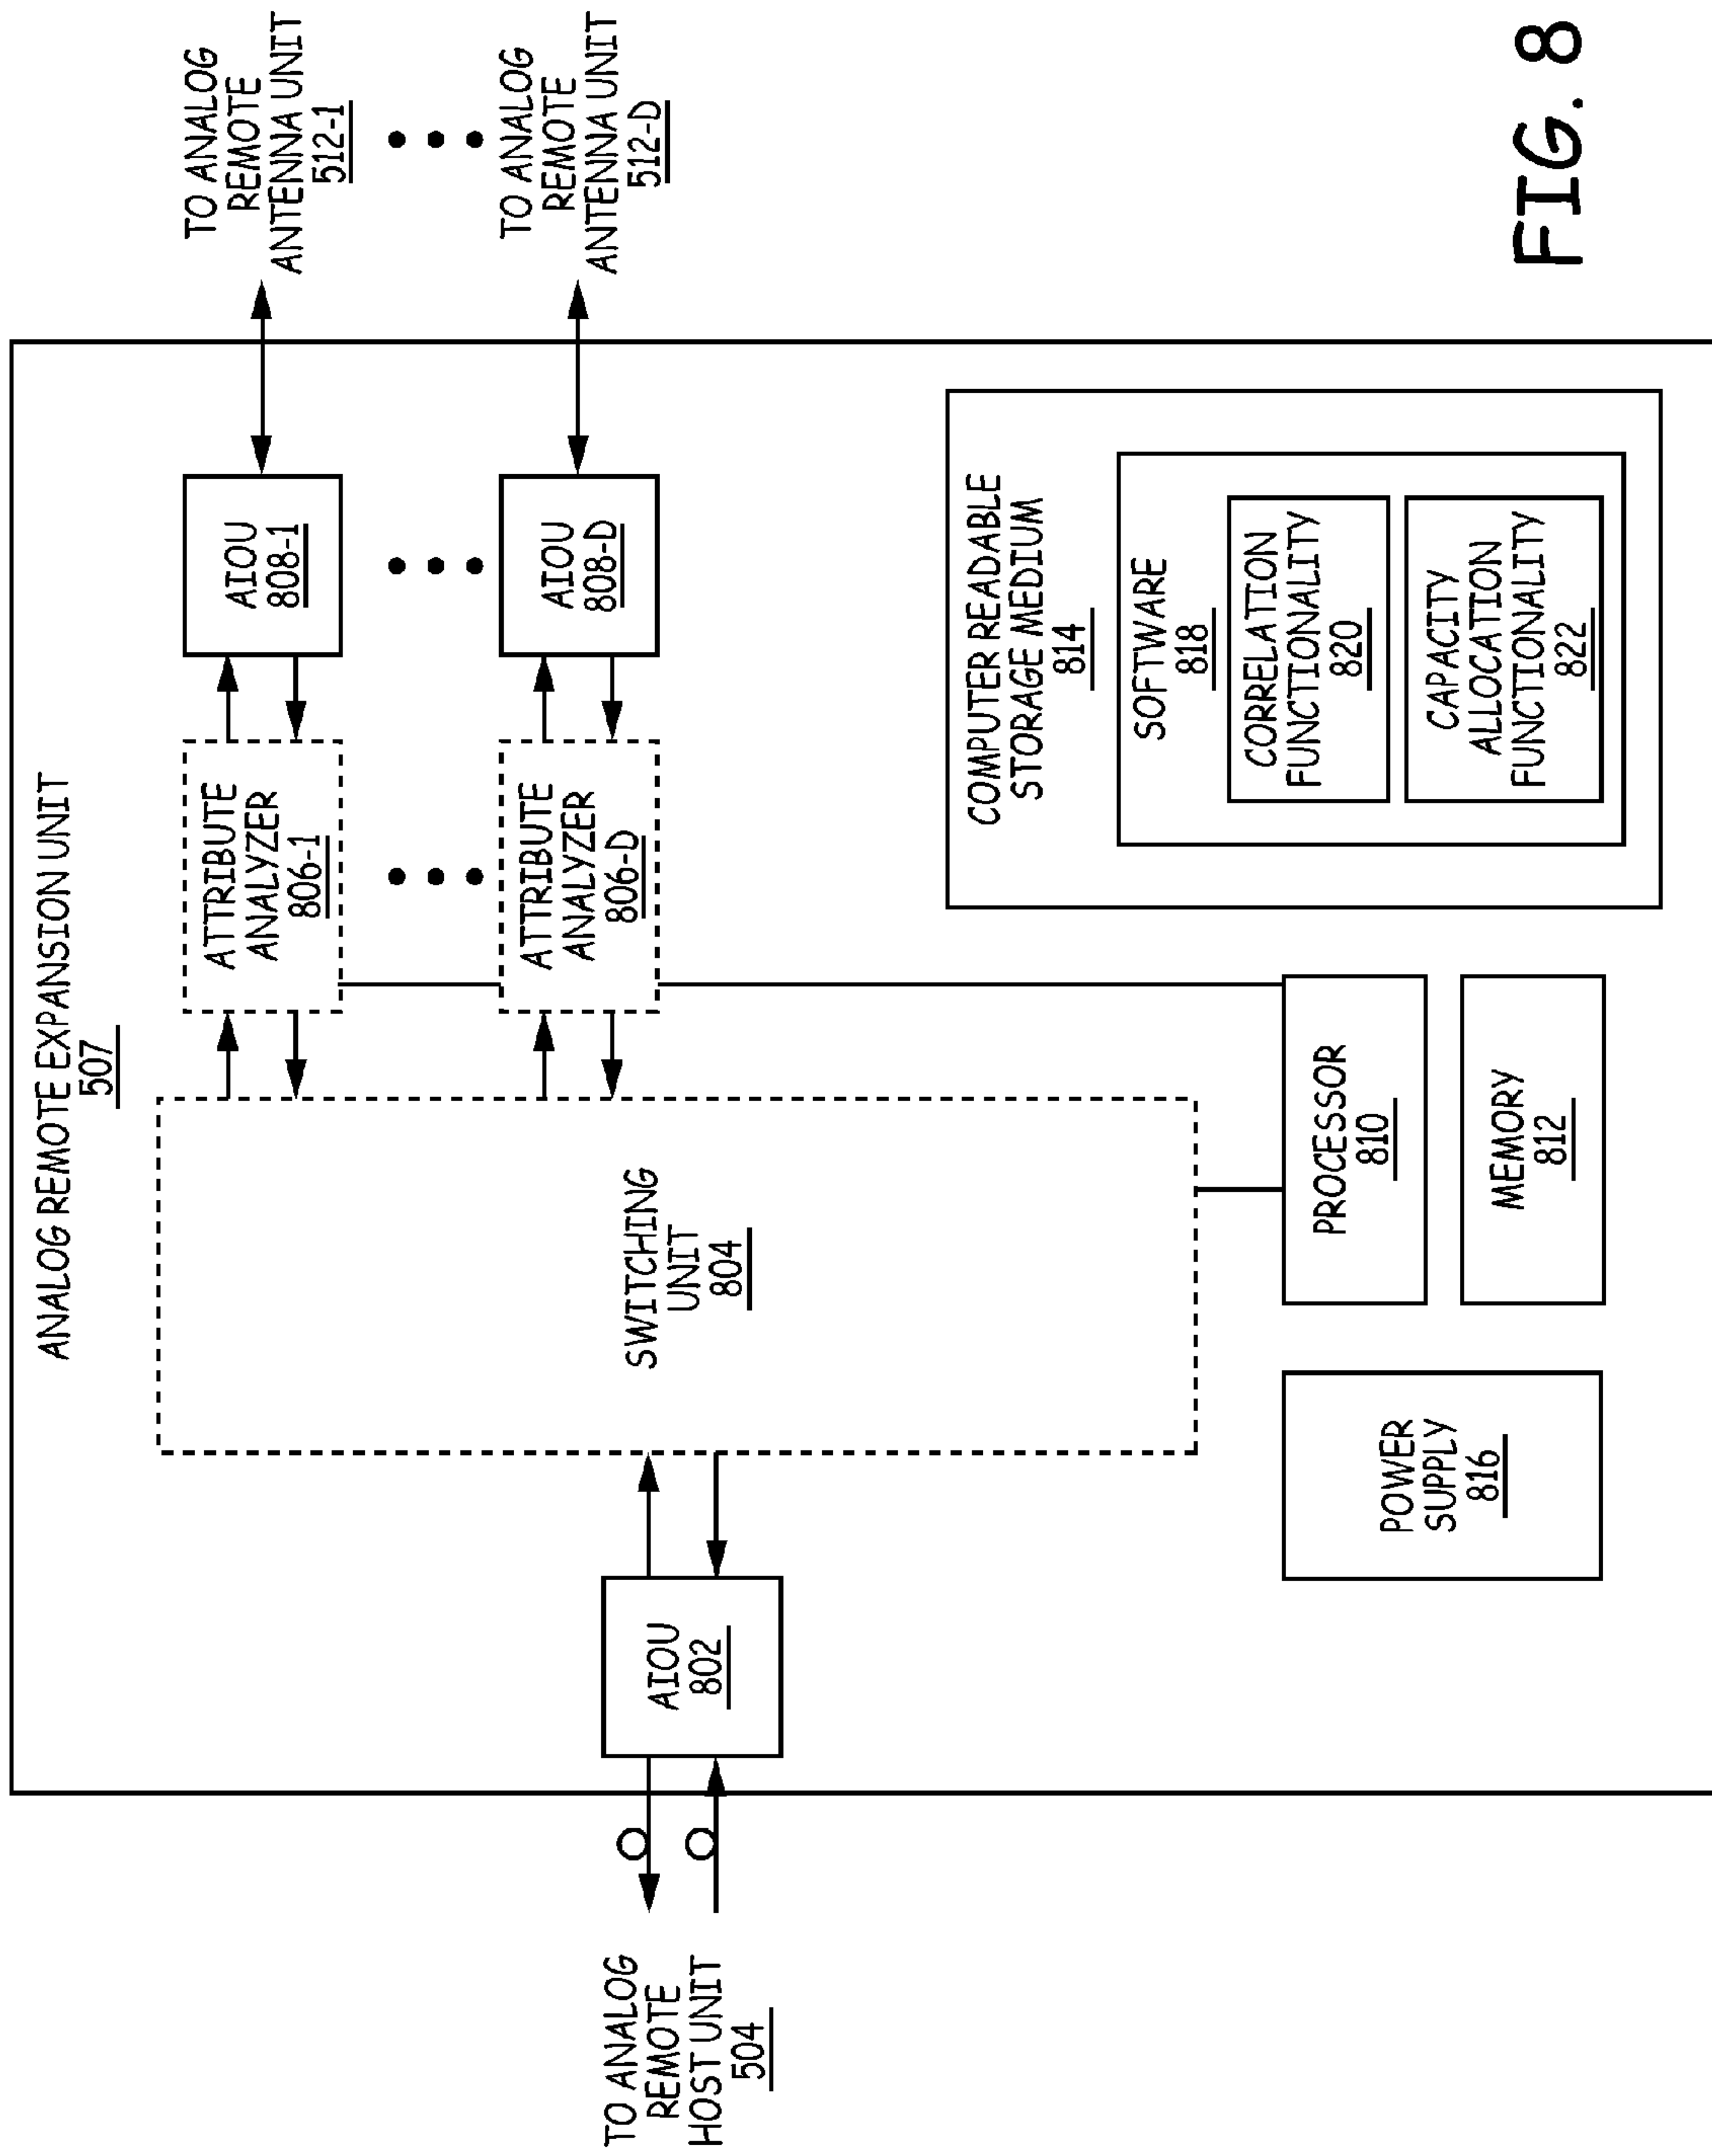 ANALOG REMOTE EXPANSION UNIT
507
TO ANALOG
REMOTE
HOST UNIT
504
AIOU
802
SWITCHING
UNIT
804
ATTRIBUTE
ANALYZER
806-1
AIOU
808-1
TO ANALOG
REMOTE
ANTENNA UNIT
512-1
ATTRIBUTE
ANALYZER
806-D
AIOU
808-D
TO ANALOG
REMOTE
ANTENNA UNIT
512-D
POWER
SUPPLY
816
PROCESSOR
810
MEMORY
812
COMPUTER READABLE
STORAGE MEDIUM
814
SOFTWARE
818
CORRELATION
FUNCTIONALITY
820
CAPACITY
ALLOCATION
FUNCTIONALITY
822
FIG. 8